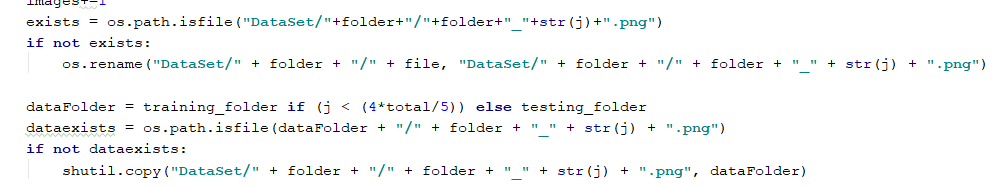 images+=1
exists = os.path.isfile("DataSet/"+folder+"/"+folder+"_"+str(j)+".png")
if not exists:
os.rename("DataSet/" + folder + "/" + file, "DataSet/" + folder + "/" + folder + "_" + str(j) + ".png")
dataFolder = training_folder if (j < (4*total/5)) else testing_folder
dataexists = os.path.isfile(dataFolder + "/" + folder + "_" + str(j) + ".png")
if not dataexists:
shutil.copy("DataSet/" + folder + "/" + folder + "_" + str(j) + ".png", dataFolder)